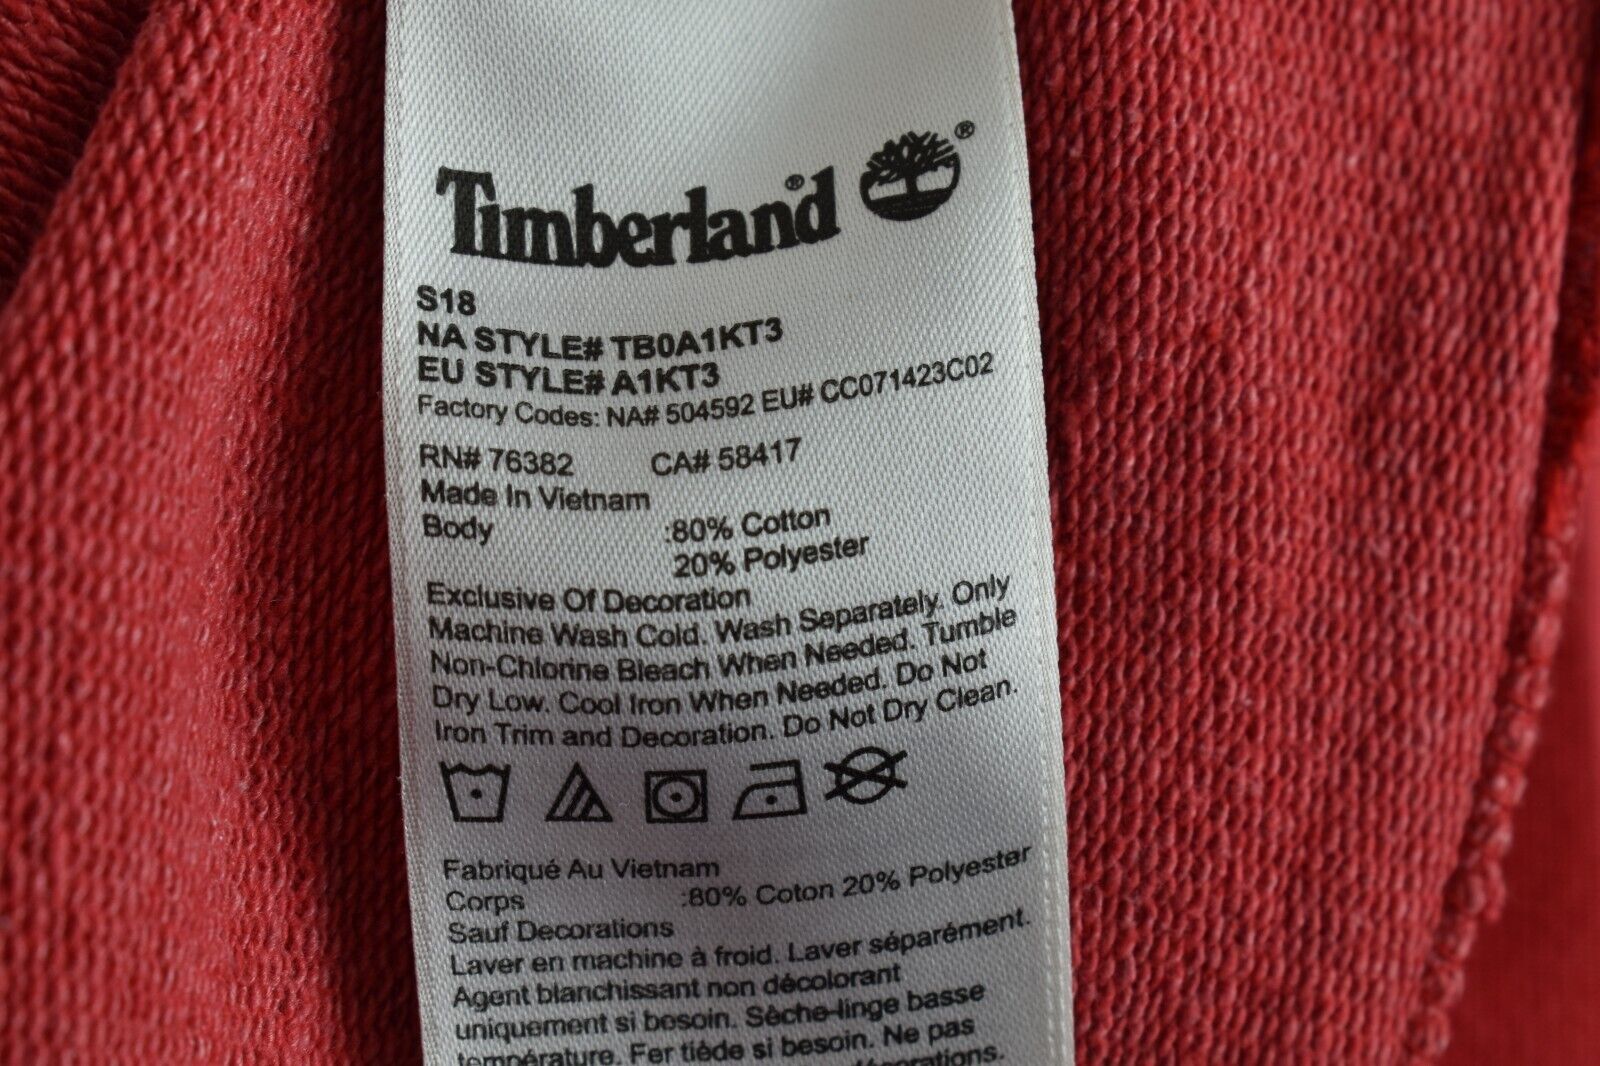 Timberland® ®
S18
NA STYLE# TB0A1KT3
EU STYLE# A1KT3
Factory Codes: NA# 504592 EU# CC071423C02
RN# 76382 CA# 58417
Made In Vietnam
Body :80% Cotton
20% Polyester
Exclusive Of Decoration
Machine Wash Cold. Wash Separately. Only
Non-Chlorine Bleach When Needed. Tumble
Dry Low. Cool Iron When Needed. Do Not
Iron Trim and Decoration. Do Not Dry Clean.
Fabriqué Au Vietnam
Corps :80% Coton 20% Polyester
Sauf Decorations
Laver en machine à froid. Laver séparément.
Agent blanchissant non décolorant
uniquement si besoin. Sèche-linge basse
température. Fer tiède si besoin. Ne pas
décorations.